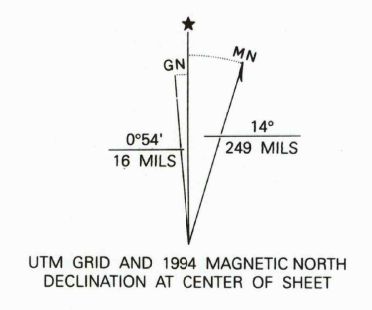 ★
GN
MN
0°54'
16 MILS
14°
249 MILS
UTM GRID AND 1994 MAGNETIC NORTH
DECLINATION AT CENTER OF SHEET